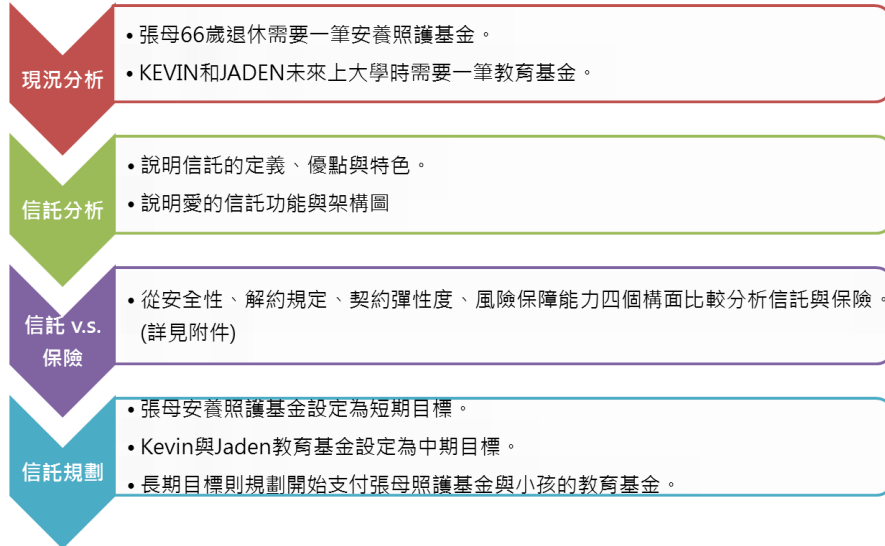 現況分析
• 張母66歲退休需要一筆安養照護基金。
• KEVIN和JADEN未來上大學時需要一筆教育基金。
信託分析
• 說明信託的定義、優點與特色。
• 說明愛的信託功能與架構圖
信託 v.s.
保險
• 從安全性、解約規定、契約彈性度、風險保障能力四個構面比較分析信託與保險。
(詳見附件)
信託規劃
• 張母安養照護基金設定為短期目標。
• Kevin與Jaden教育基金設定為中期目標。
• 長期目標則規劃開始支付張母照護基金與小孩的教育基金。